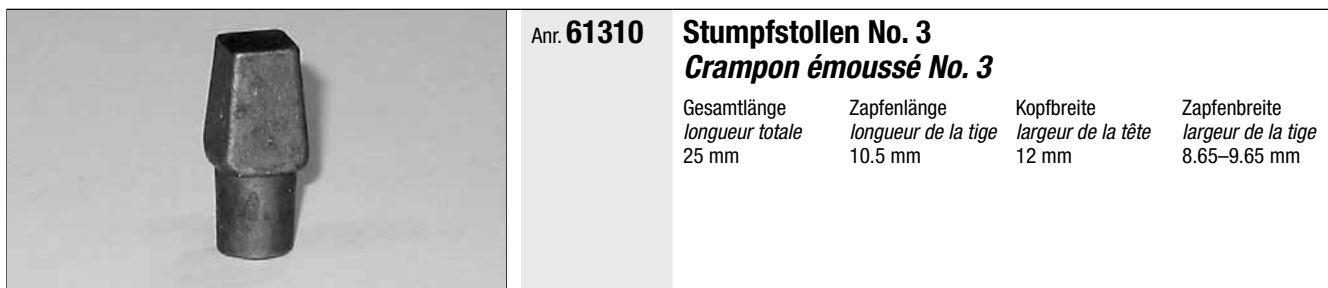 Anr. 61310
Stumpfstollen No. 3
Crampon émoussé No. 3
Gesamtlänge Zapfenlänge Kopfbreite Zapfenbreite
longueur totale longueur de la tige largeur de la tête largeur de la tige
25 mm 10.5 mm 12 mm 8.65–9.65 mm